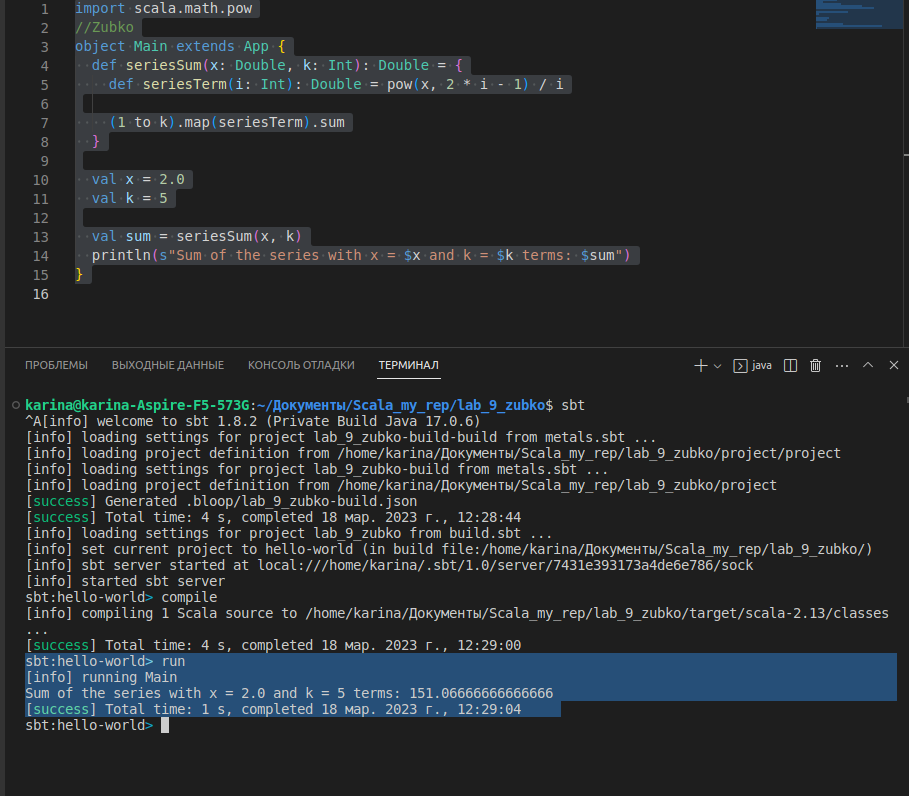 1 import scala.math.pow
2 //Zubko
3 object Main extends App {
4 def seriesSum(x: Double, k: Int): Double = {
5 def seriesTerm(i: Int): Double = pow(x, 2 * i - 1) / i
6
7 (1 to k).map(seriesTerm).sum
8 }
9
10 val x = 2.0
11 val k = 5
12
13 val sum = seriesSum(x, k)
14 println(s"Sum of the series with x = $x and k = $k terms: $sum")
15 }
16
ПРОБЛЕМЫ ВЫХОДНЫЕ ДАННЫЕ КОНСОЛЬ ОТЛАДКИ ТЕРМИНАЛ java
karina@karina-Aspire-F5-573G:~/Документы/Scala_my_rep/lab_9_zubko$ sbt
^A[info] welcome to sbt 1.8.2 (Private Build Java 17.0.6)
[info] loading settings for project lab_9_zubko-build-build from metals.sbt ...
[info] loading project definition from /home/karina/Документы/Scala_my_rep/lab_9_zubko/project/project
[info] loading settings for project lab_9_zubko-build from metals.sbt ...
[info] loading project definition from /home/karina/Документы/Scala_my_rep/lab_9_zubko/project
[success] Generated .bloop/lab_9_zubko-build.json
[success] Total time: 4 s, completed 18 мар. 2023 г., 12:28:44
[info] loading settings for project lab_9_zubko from build.sbt ...
[info] set current project to hello-world (in build file:/home/karina/Документы/Scala_my_rep/lab_9_zubko/)
[info] sbt server started at local:///home/karina/.sbt/1.0/server/7431e393173a4de6e786/sock
[info] started sbt server
sbt:hello-world> compile
[info] compiling 1 Scala source to /home/karina/Документы/Scala_my_rep/lab_9_zubko/target/scala-2.13/classes
...
[success] Total time: 4 s, completed 18 мар. 2023 г., 12:29:00
sbt:hello-world> run
[info] running Main
Sum of the series with x = 2.0 and k = 5 terms: 151.06666666666666
[success] Total time: 1 s, completed 18 мар. 2023 г., 12:29:04
sbt:hello-world>